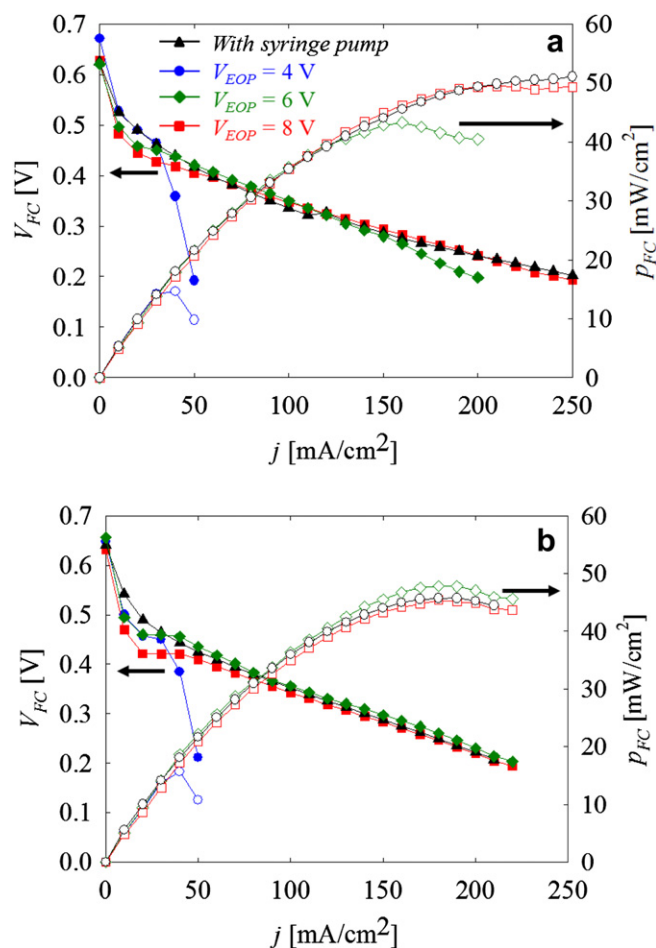 a
With syringe pump
V_EOP = 4 V
V_EOP = 6 V
V_EOP = 8 V
0.7
0.6
0.5
0.4
0.3
0.2
0.1
0.0
V_FC [V]
60
50
40
30
20
10
0
p_FC [mW/cm²]
0 50 100 150 200 250
j [mA/cm²]
b
0.7
0.6
0.5
0.4
0.3
0.2
0.1
0.0
V_FC [V]
60
50
40
30
20
10
0
p_FC [mW/cm²]
0 50 100 150 200 250
j [mA/cm²]